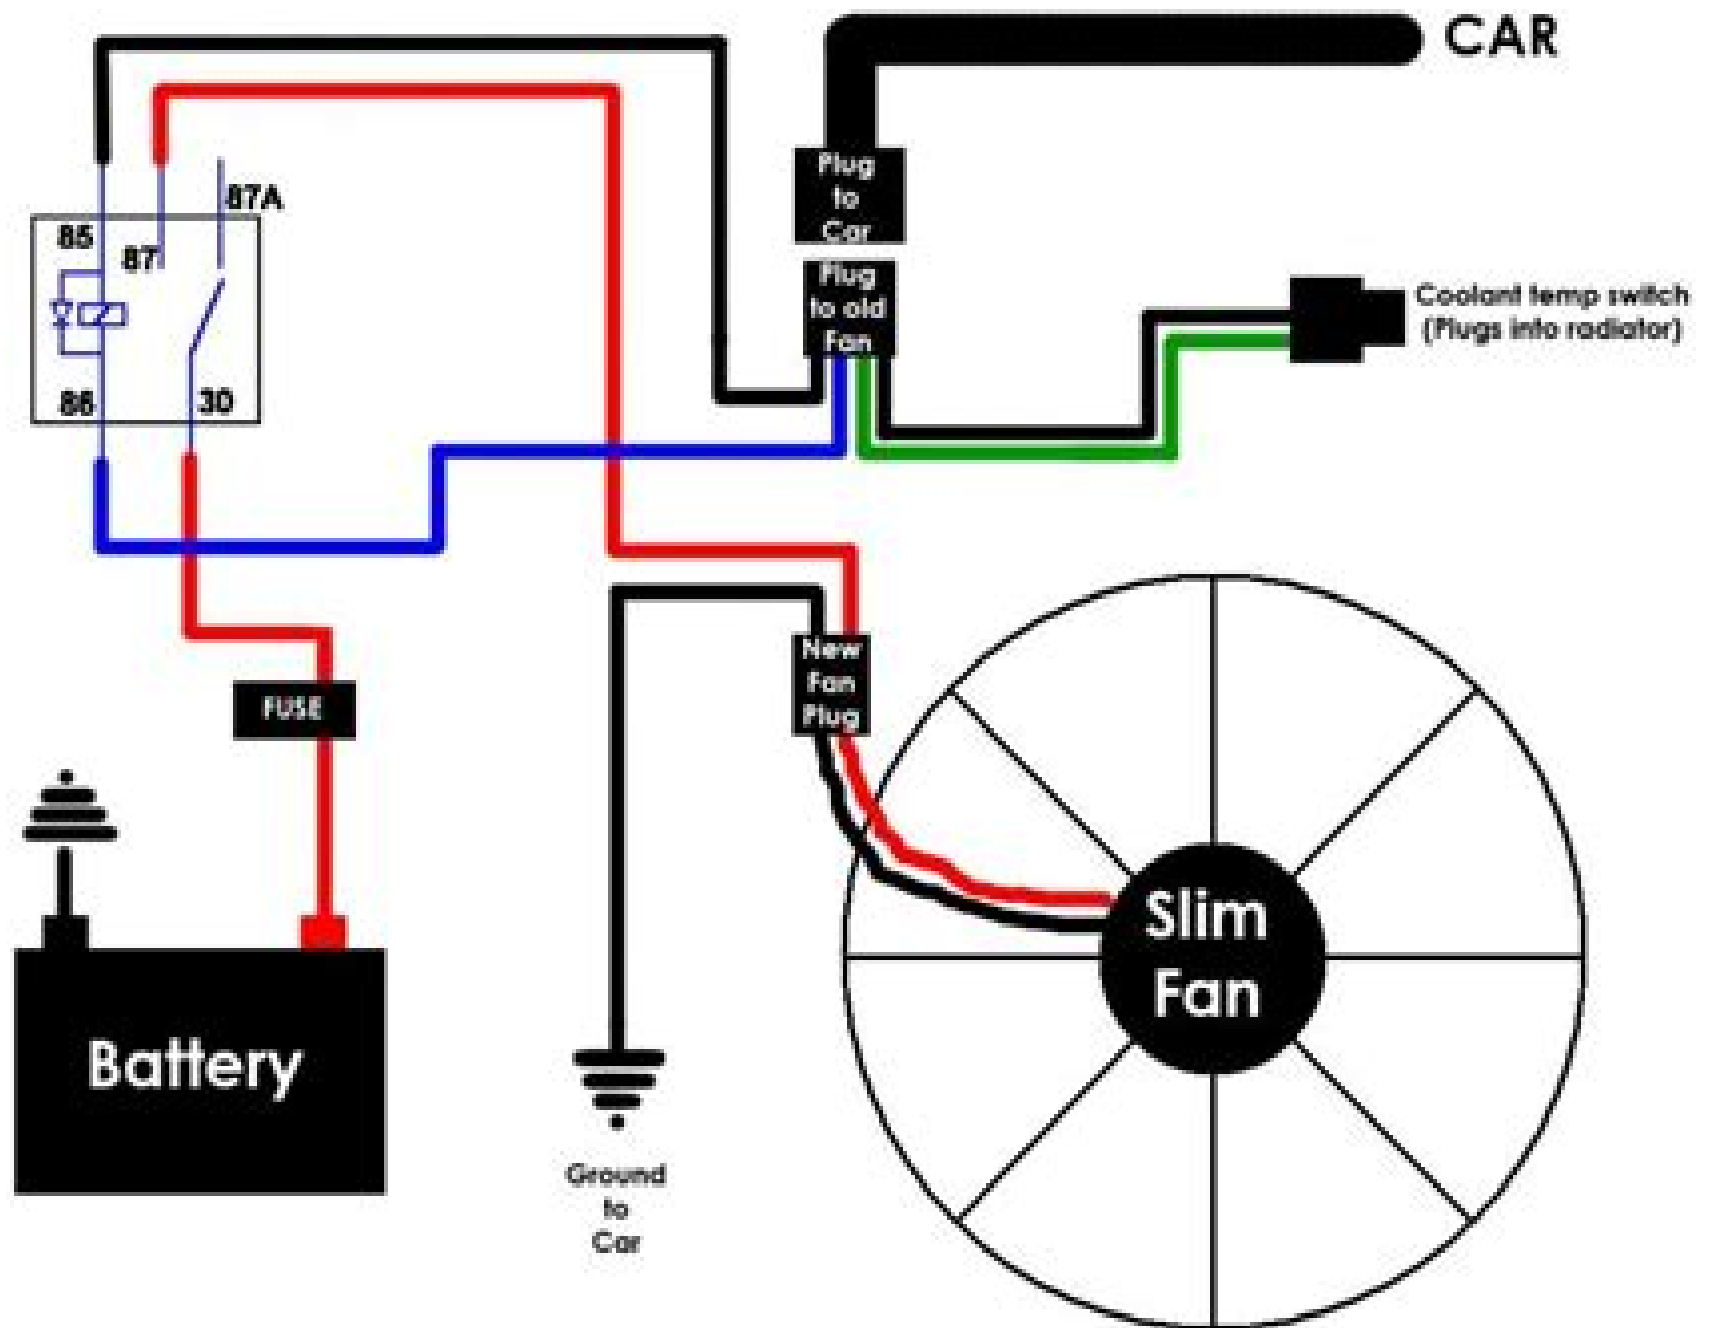 CAR
Plug
to
Car
87A
85
87
Plug
to old
Fan
Coolant temp switch
(Plugs into radiator)
86
30
New
Fan
Plug
FUSE
Slim
Fan
Battery
Ground
to
Car